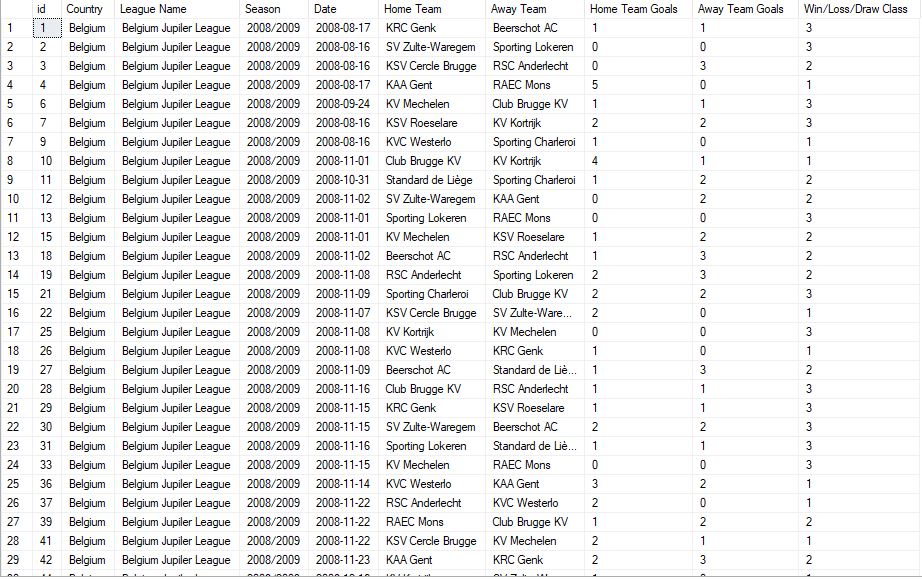 id Country League Name Season Date Home Team Away Team Home Team Goals Away Team Goals Win/Loss/Draw Class
1 1 Belgium Belgium Jupiler League 2008/2009 2008-08-17 KRC Genk Beerschot AC 1 1 3
2 2 Belgium Belgium Jupiler League 2008/2009 2008-08-16 SV Zulte-Waregem Sporting Lokeren 0 0 3
3 3 Belgium Belgium Jupiler League 2008/2009 2008-08-16 KSV Cercle Brugge RSC Anderlecht 0 3 2
4 4 Belgium Belgium Jupiler League 2008/2009 2008-08-17 KAA Gent RAEC Mons 5 0 1
5 6 Belgium Belgium Jupiler League 2008/2009 2008-09-24 KV Mechelen Club Brugge KV 1 1 3
6 7 Belgium Belgium Jupiler League 2008/2009 2008-08-16 KSV Roeselare KV Kortrijk 2 2 3
7 9 Belgium Belgium Jupiler League 2008/2009 2008-08-16 KVC Westerlo Sporting Charleroi 1 0 1
8 10 Belgium Belgium Jupiler League 2008/2009 2008-11-01 Club Brugge KV KV Kortrijk 4 1 1
9 11 Belgium Belgium Jupiler League 2008/2009 2008-10-31 Standard de Liège Sporting Charleroi 1 2 2
10 12 Belgium Belgium Jupiler League 2008/2009 2008-11-02 SV Zulte-Waregem KAA Gent 0 2 2
11 13 Belgium Belgium Jupiler League 2008/2009 2008-11-01 Sporting Lokeren RAEC Mons 0 0 3
12 15 Belgium Belgium Jupiler League 2008/2009 2008-11-01 KV Mechelen KSV Roeselare 1 2 2
13 18 Belgium Belgium Jupiler League 2008/2009 2008-11-02 Beerschot AC KSV Cercle Brugge 1 3 2
14 19 Belgium Belgium Jupiler League 2008/2009 2008-11-08 RSC Anderlecht Sporting Lokeren 2 3 2
15 21 Belgium Belgium Jupiler League 2008/2009 2008-11-09 Sporting Charleroi Club Brugge KV 2 2 3
16 22 Belgium Belgium Jupiler League 2008/2009 2008-11-07 KSV Cercle Brugge SV Zulte-Ware... 2 0 1
17 25 Belgium Belgium Jupiler League 2008/2009 2008-11-08 KV Kortrijk KV Mechelen 0 0 3
18 26 Belgium Belgium Jupiler League 2008/2009 2008-11-08 KVC Westerlo KRC Genk 1 0 1
19 27 Belgium Belgium Jupiler League 2008/2009 2008-11-09 Beerschot AC Standard de Liè... 1 3 2
20 28 Belgium Belgium Jupiler League 2008/2009 2008-11-16 Club Brugge KV RSC Anderlecht 1 1 3
21 29 Belgium Belgium Jupiler League 2008/2009 2008-11-15 KRC Genk KSV Roeselare 1 1 3
22 30 Belgium Belgium Jupiler League 2008/2009 2008-11-15 SV Zulte-Waregem Beerschot AC 2 2 3
23 31 Belgium Belgium Jupiler League 2008/2009 2008-11-16 Sporting Lokeren Standard de Liè... 1 1 3
24 33 Belgium Belgium Jupiler League 2008/2009 2008-11-15 KV Mechelen RAEC Mons 0 0 3
25 36 Belgium Belgium Jupiler League 2008/2009 2008-11-14 KVC Westerlo KAA Gent 3 2 1
26 37 Belgium Belgium Jupiler League 2008/2009 2008-11-22 RSC Anderlecht KVC Westerlo 2 0 1
27 39 Belgium Belgium Jupiler League 2008/2009 2008-11-22 RAEC Mons Club Brugge KV 1 2 2
28 41 Belgium Belgium Jupiler League 2008/2009 2008-11-22 KSV Cercle Brugge KV Mechelen 2 1 1
29 42 Belgium Belgium Jupiler League 2008/2009 2008-11-23 KAA Gent KRC Genk 2 3 2